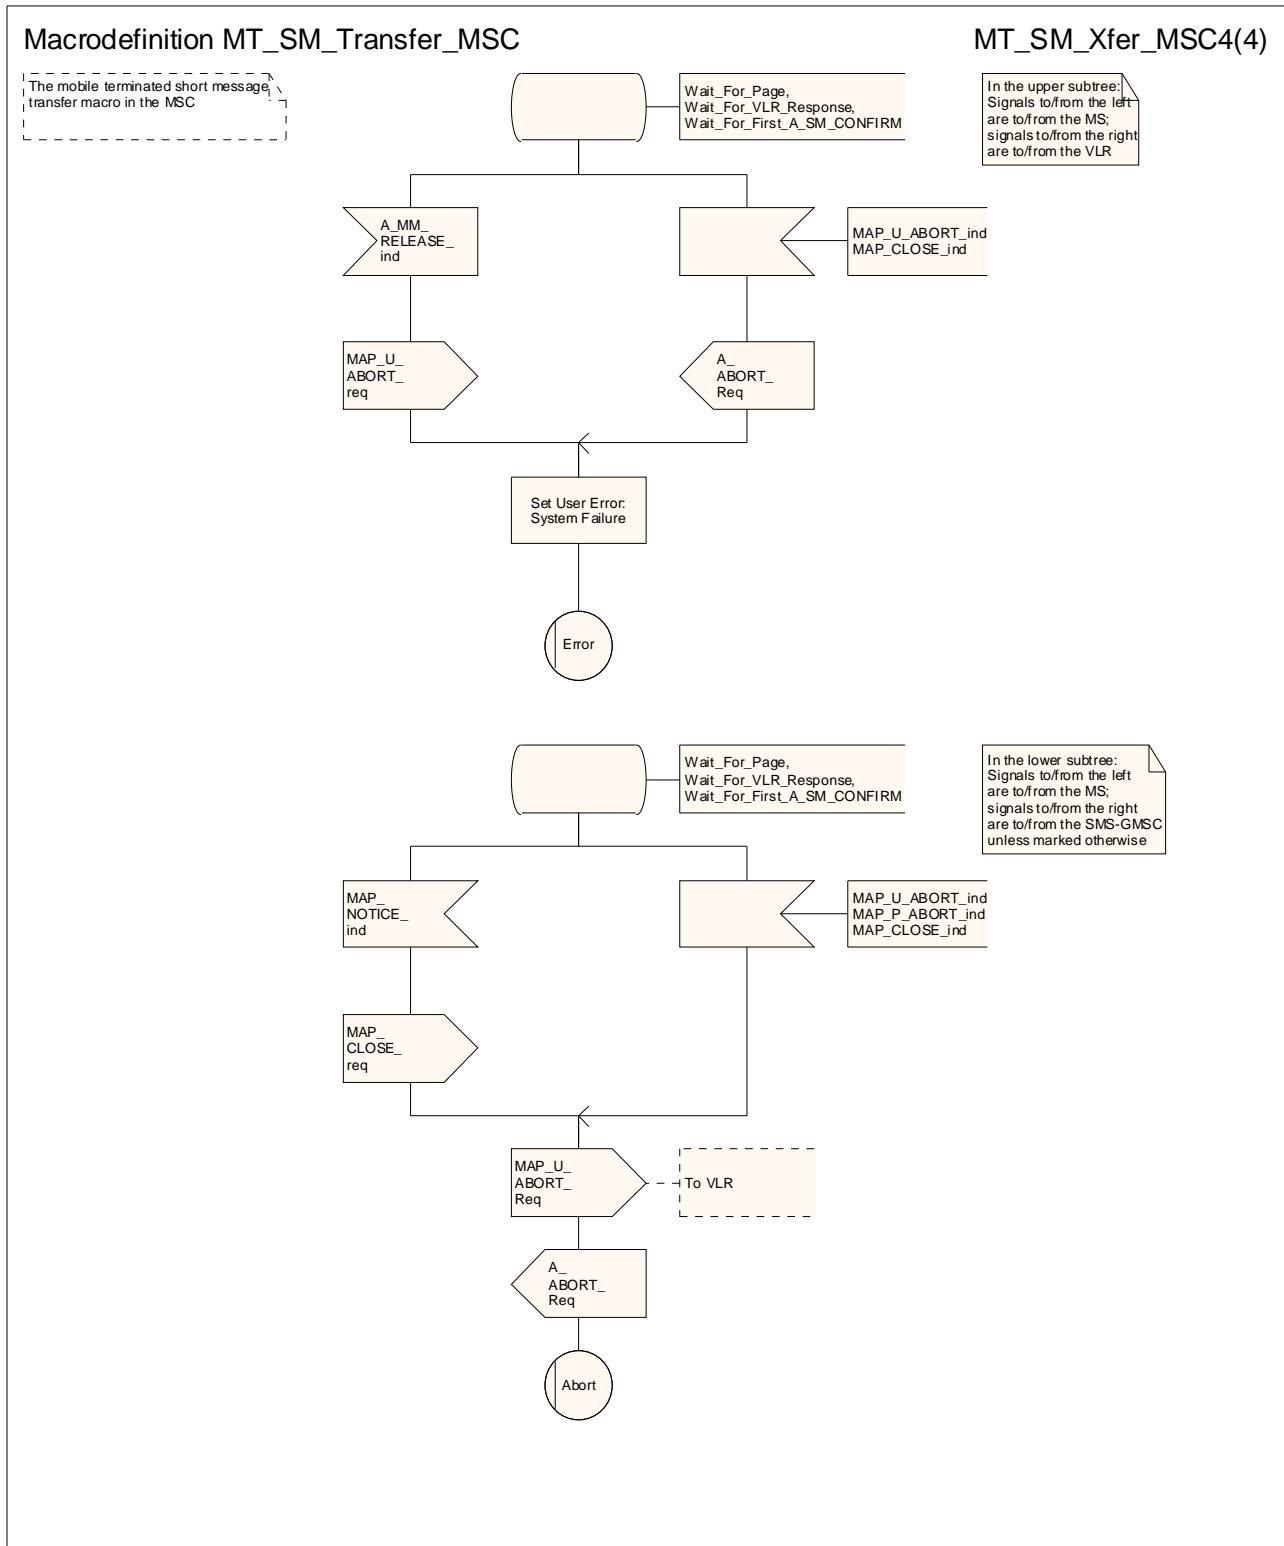 Macrodefinition MT_SM_Transfer_MSC
MT_SM_Xfer_MSC4(4)
The mobile terminated short message
transfer macro in the MSC
Wait_For_Page,
Wait_For_VLR_Response,
Wait_For_First_A_SM_CONFIRM
In the upper subtree:
Signals to/from the left
are to/from the MS;
signals to/from the right
are to/from the VLR
A_MM_
RELEASE_
ind
MAP_U_ABORT_ind
MAP_CLOSE_ind
MAP_U_
ABORT_
req
A_
ABORT_
Req
Set User Error:
System Failure
Error
Wait_For_Page,
Wait_For_VLR_Response,
Wait_For_First_A_SM_CONFIRM
In the lower subtree:
Signals to/from the left
are to/from the MS;
signals to/from the right
are to/from the SMS-GMSC
unless marked otherwise
MAP_
NOTICE_
ind
MAP_U_ABORT_ind
MAP_P_ABORT_ind
MAP_CLOSE_ind
MAP_
CLOSE_
req
MAP_U_
ABORT_
Req
To VLR
A_
ABORT_
Req
Abort